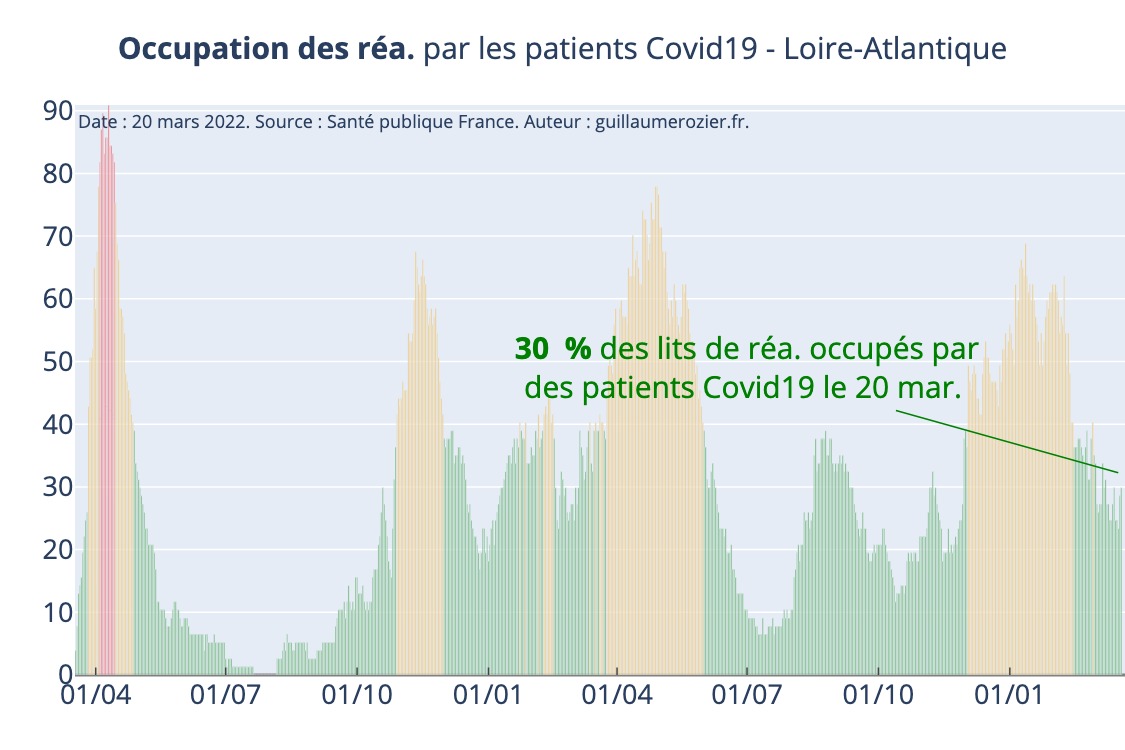 Occupation des réa. par les patients Covid19 - Loire-Atlantique
90
Date : 20 mars 2022. Source : Santé publique France. Auteur : guillaumerozier.fr.
80
70
60
50
30 % des lits de réa. occupés par
des patients Covid19 le 20 mar.
40
30
20
10
0
01/04 01/07 01/10 01/01 01/04 01/07 01/10 01/01